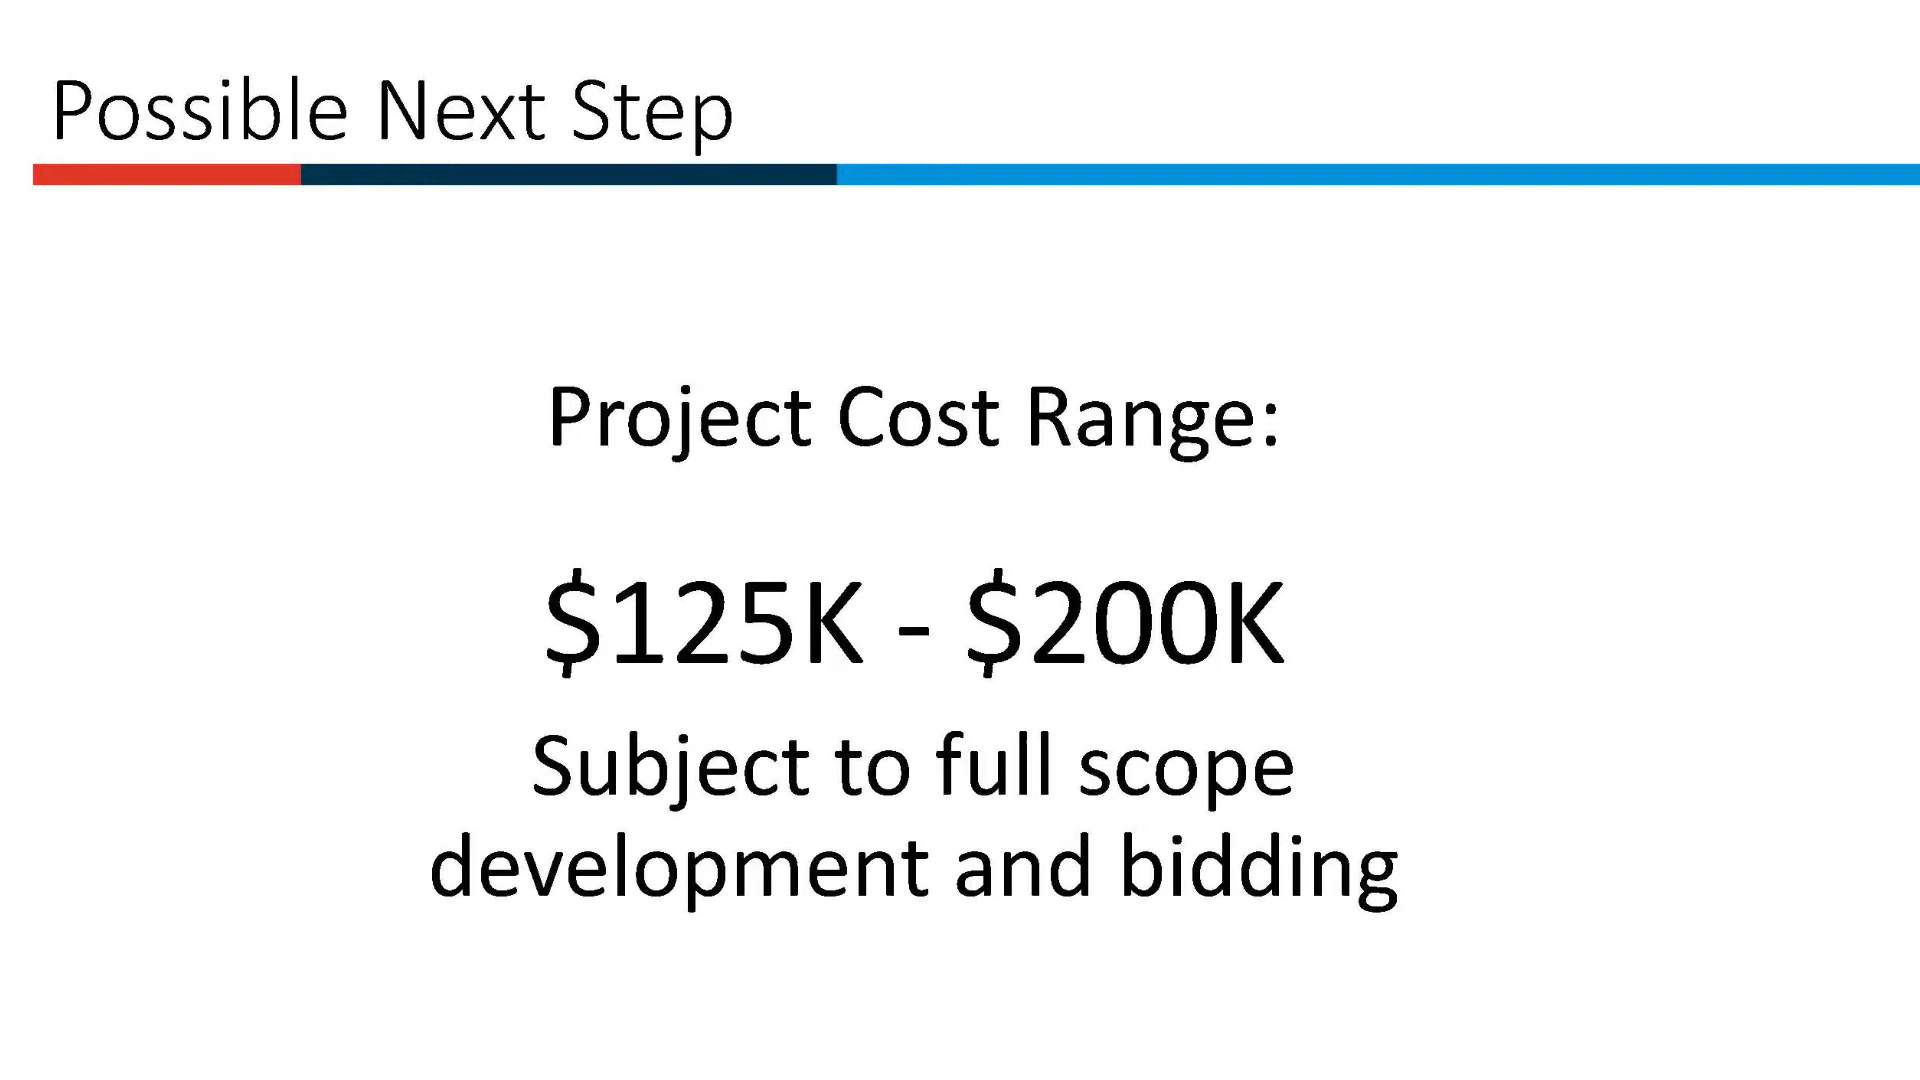 Possible Next Step
Project Cost Range:
$125K - $200K
Subject to full scope
development and bidding